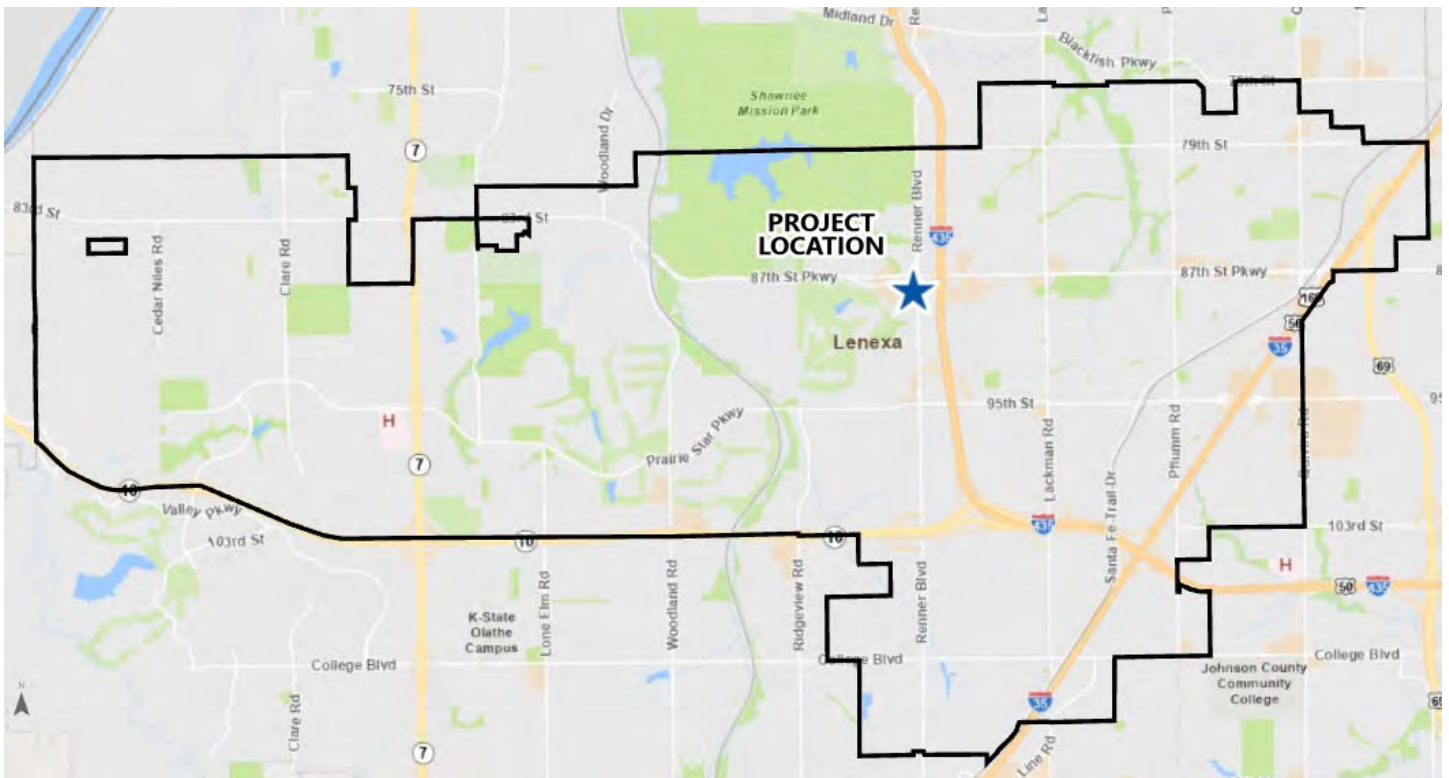 Midland Dr
Blackfish Pkwy
75th St
75th St
Shawnee
Mission Park
Woodland Dr
7
79th St
83rd St
83rd St
PROJECT
LOCATION
Renner Blvd
435
Cedar Niles Rd
Clare Rd
87th St Pkwy
87th St Pkwy
169
56
Lenexa
35
69
95th St
H
Prairie Star Pkwy
7
Lackman Rd
Pflumm Rd
Santa Fe Trail Dr
10
Valley Pkwy
103rd St
10
10
435
103rd St
H
50
435
K-State
Olathe
Campus
Lone Elm Rd
Woodland Rd
Ridgeview Rd
Renner Blvd
College Blvd
College Blvd
College Blvd
Johnson County
Community
College
Clare Rd
35
7
Line Rd
N